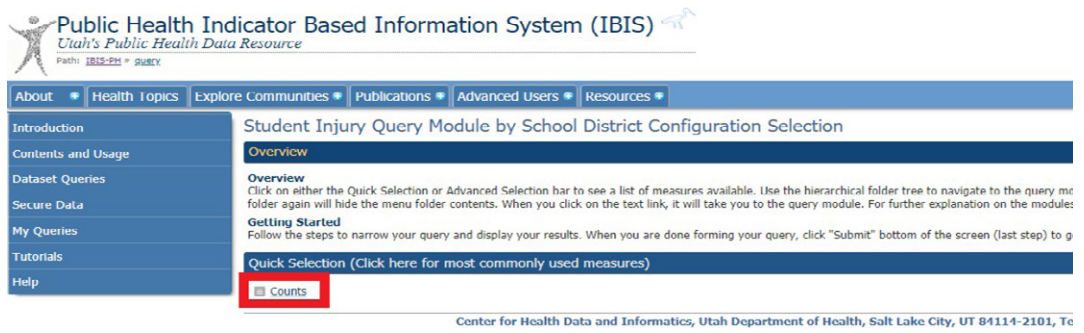 Public Health Indicator Based Information System (IBIS)
Utah's Public Health Data Resource
Path: IBIS-PH » query
About Health Topics Explore Communities Publications Advanced Users Resources
Introduction
Contents and Usage
Dataset Queries
Secure Data
My Queries
Tutorials
Help
Student Injury Query Module by School District Configuration Selection
Overview
Overview
Click on either the Quick Selection or Advanced Selection bar to see a list of measures available. Use the hierarchical folder tree to navigate to the query
folder again will hide the menu folder contents. When you click on the text link, it will take you to the query module. For further explanation on the modules
Getting Started
Follow the steps to narrow your query and display your results. When you are done forming your query, click "Submit" bottom of the screen (last step) to
Quick Selection (Click here for most commonly used measures)
Counts
Center for Health Data and Informatics, Utah Department of Health, Salt Lake City, UT 84114-2101,